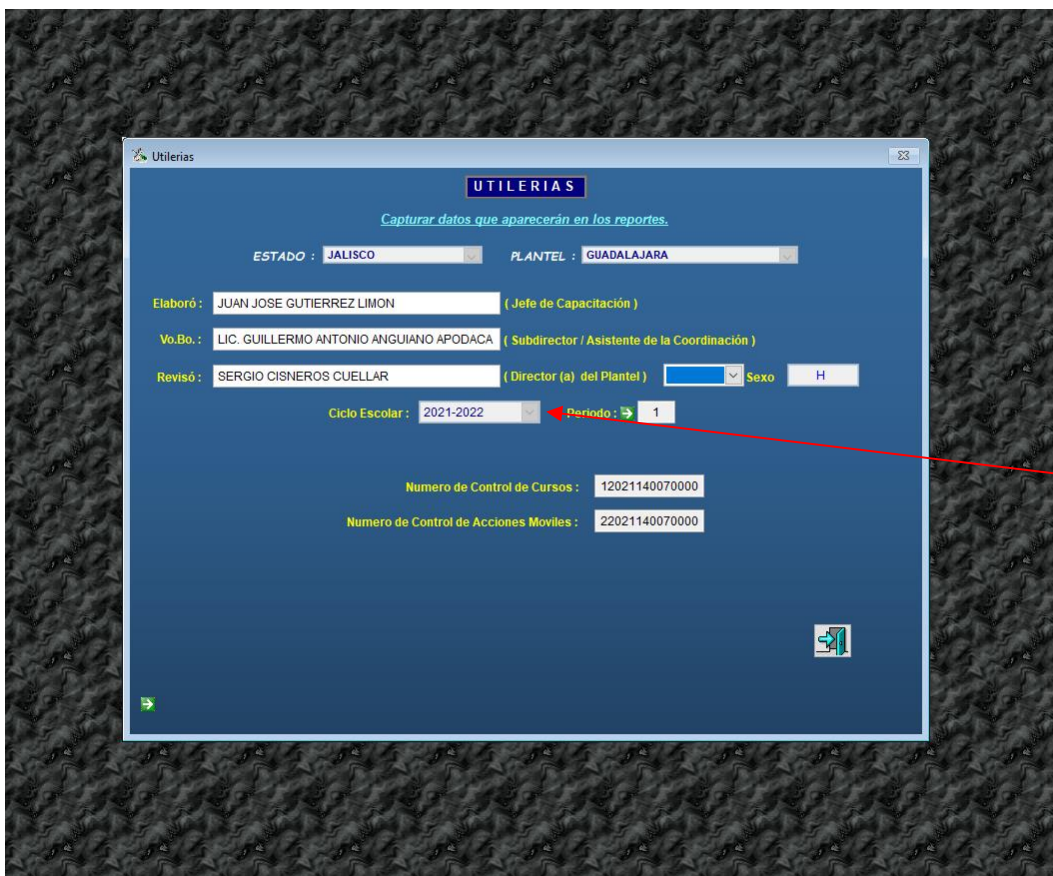 Utilerias
UTILERIAS
Capturar datos que aparecerán en los reportes.
ESTADO : JALISCO PLANTEL : GUADALAJARA
Elaboró : JUAN JOSE GUTIERREZ LIMON ( Jefe de Capacitación )
Vo.Bo. : LIC. GUILLERMO ANTONIO ANGUIANO APODACA ( Subdirector / Asistente de la Coordinación )
Revisó : SERGIO CISNEROS CUELLAR ( Director (a) del Plantel ) Sexo H
Ciclo Escolar : 2021-2022 Periodo : 1
Numero de Control de Cursos : 12021140070000
Numero de Control de Acciones Moviles : 22021140070000